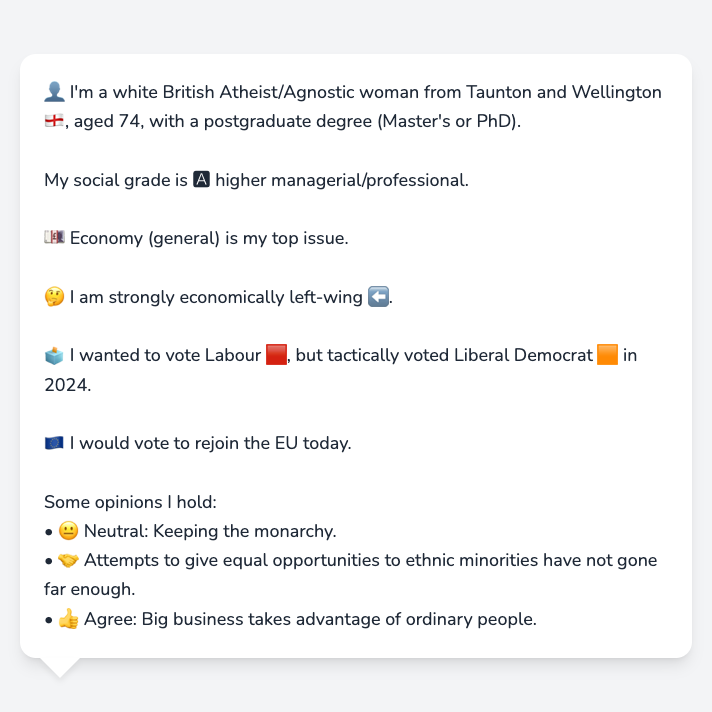 👤 I'm a white British Atheist/Agnostic woman from Taunton and Wellington
🏴󠁧󠁢󠁥󠁮󠁧󠁿, aged 74, with a postgraduate degree (Master's or PhD).
My social grade is 🅰 higher managerial/professional.
💷 Economy (general) is my top issue.
🤔 I am strongly economically left-wing ⬅️.
🗳️ I wanted to vote Labour 🟥, but tactically voted Liberal Democrat 🟧 in
2024.
🇪🇺 I would vote to rejoin the EU today.
Some opinions I hold:
• 😐 Neutral: Keeping the monarchy.
• 🤝 Attempts to give equal opportunities to ethnic minorities have not gone
far enough.
• 👍 Agree: Big business takes advantage of ordinary people.